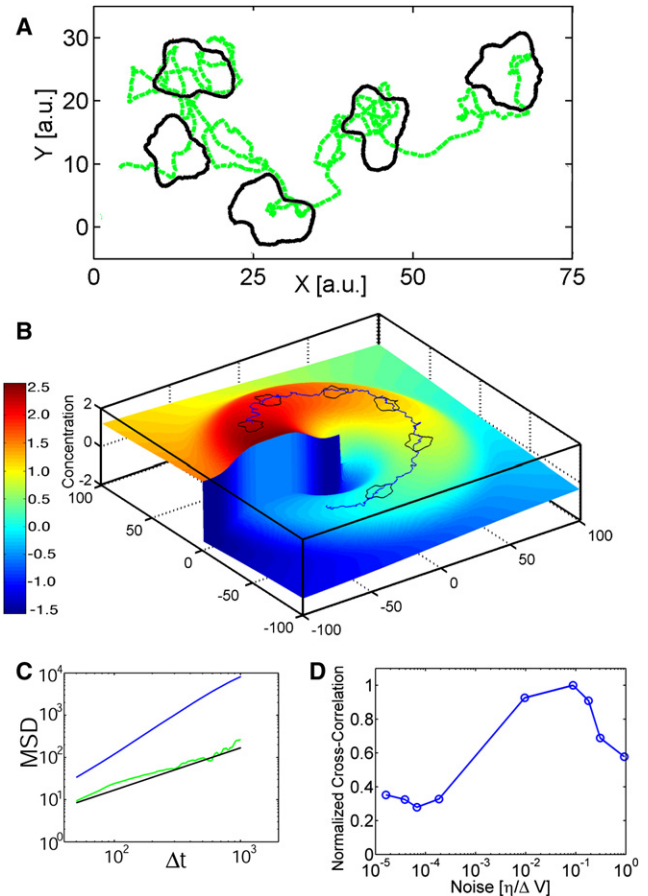 A
30
20
10
0
Y [a.u.]
0 25 50 75
X [a.u.]
B
2.5
2.0
1.5
1.0
0.5
0.0
-0.5
-1.0
-1.5
Concentration
2
0
-2
100
50
0
-50
-100
-100
-50
0
50
100
C
10^4
10^3
10^2
10^1
10^0
MSD
10^2 10^3
Δt
D
1
0.8
0.6
0.4
0.2
0
Normalized Cross-Correlation
10^-5 10^-4 10^-3 10^-2 10^-1 10^0
Noise [η/Δ V]